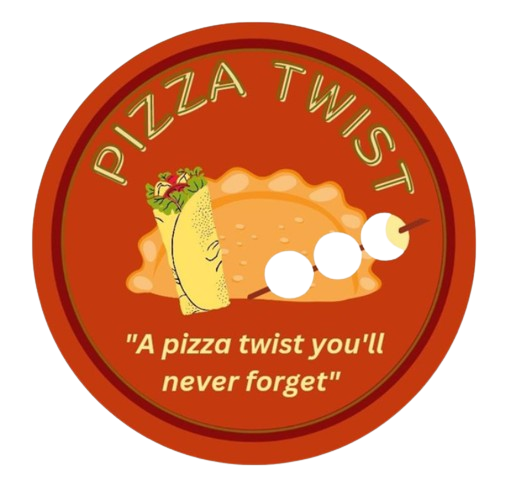 PIZZA TWIST
"A pizza twist you'll
never forget"